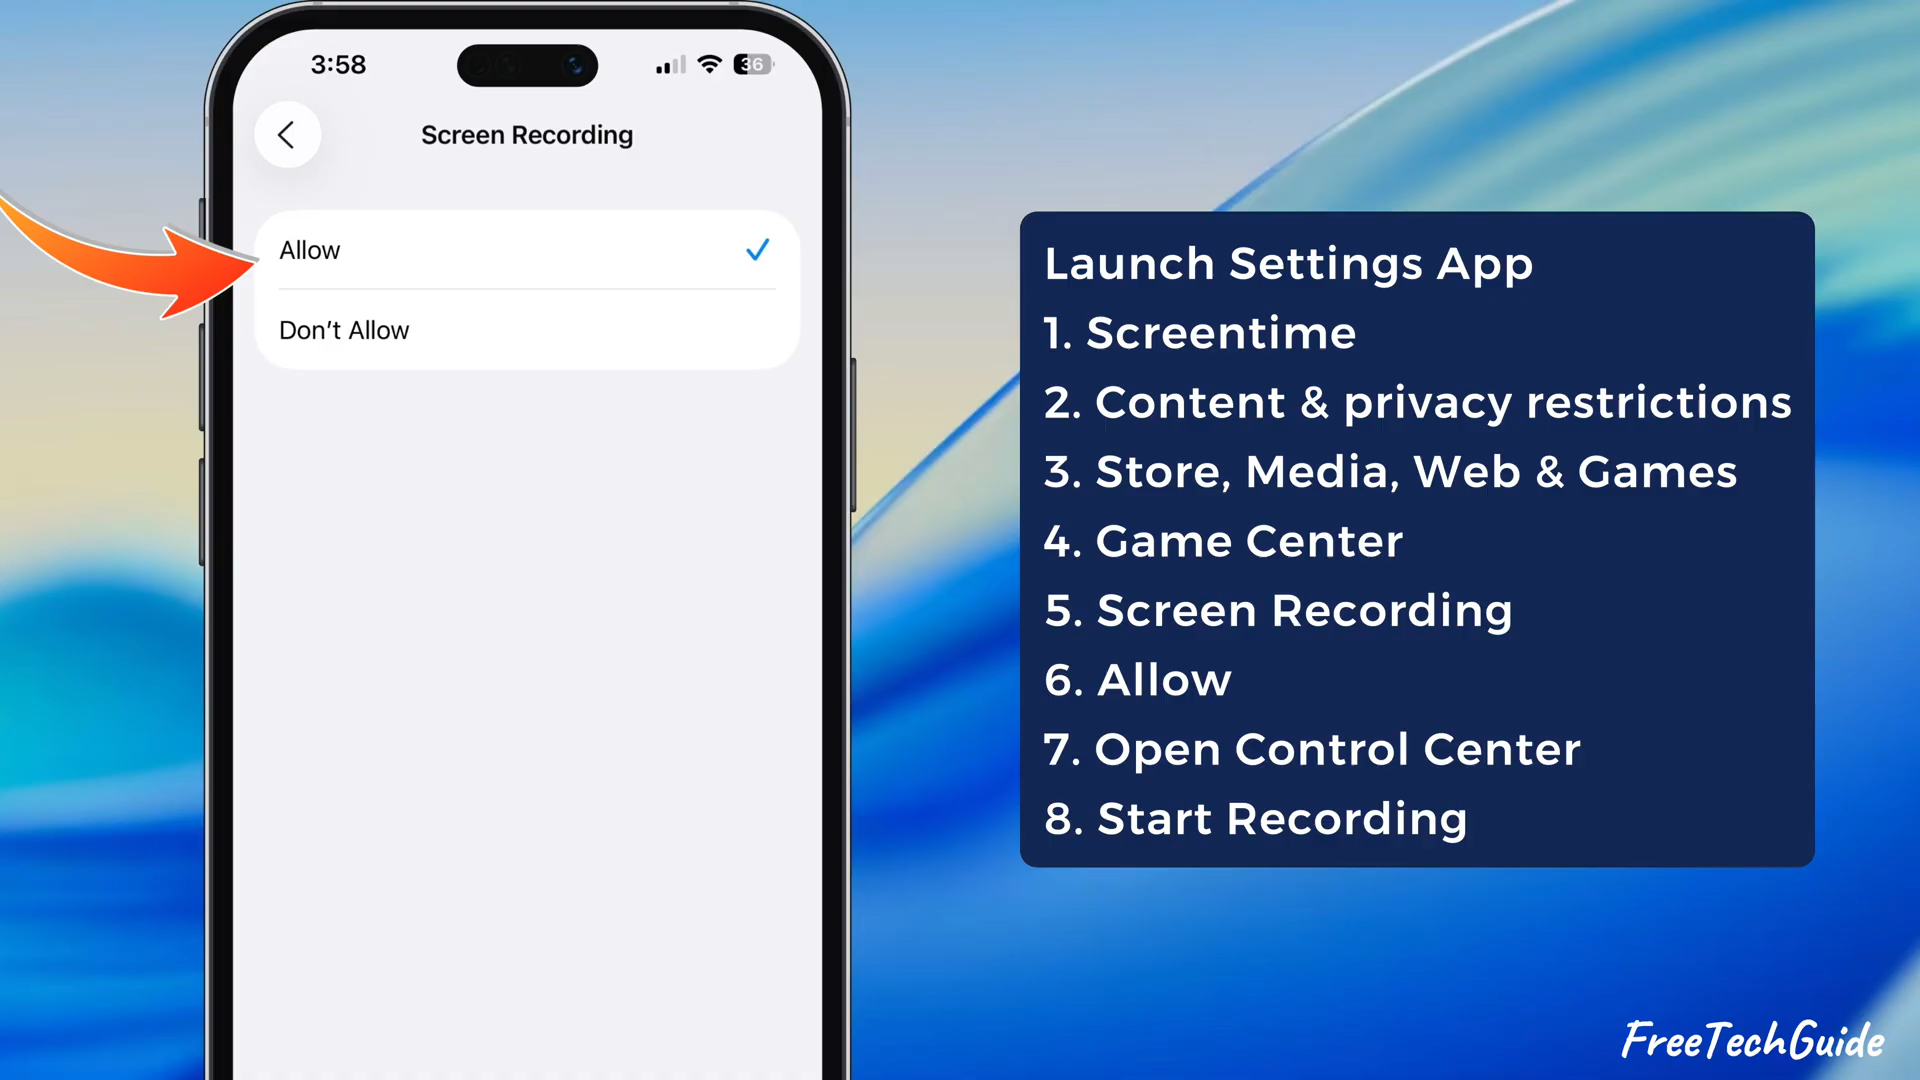 3:58
36
Screen Recording
Allow
Don’t Allow
Launch Settings App
1. Screentime
2. Content & privacy restrictions
3. Store, Media, Web & Games
4. Game Center
5. Screen Recording
6. Allow
7. Open Control Center
8. Start Recording
FreeTechGuide